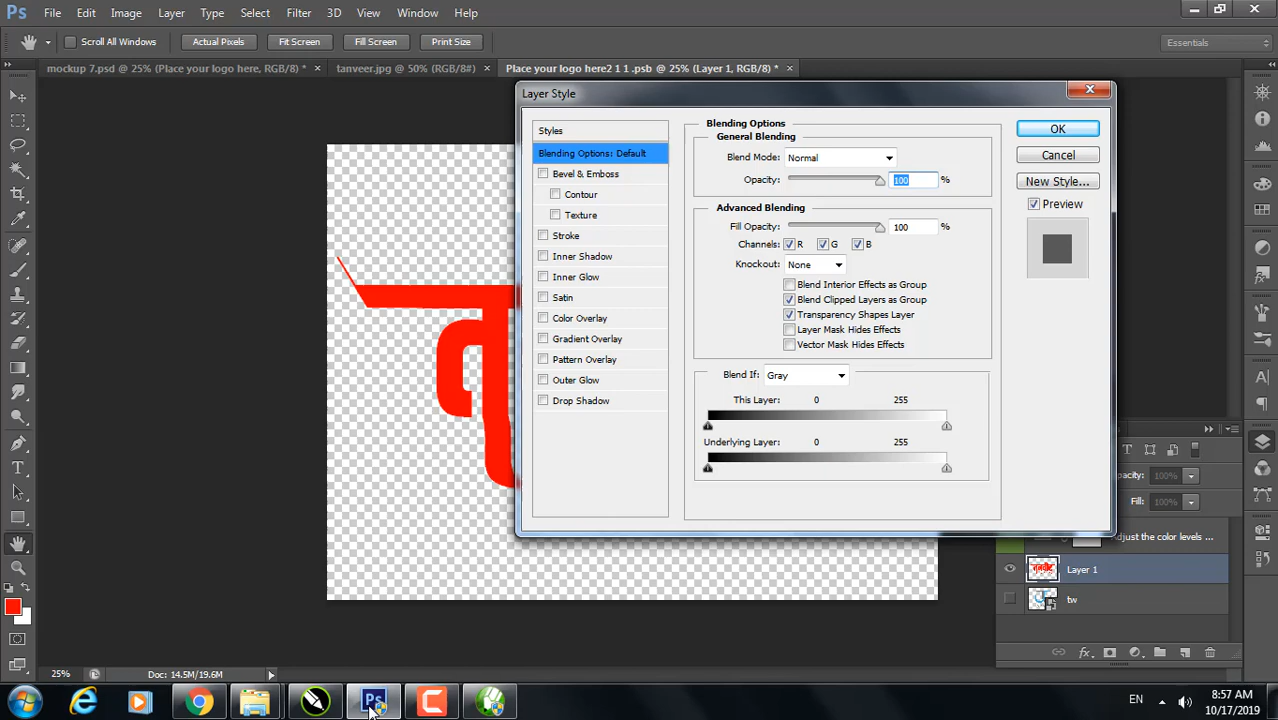 Ps File Edit Image Layer Type Select Filter 3D View Window Help
Scroll All Windows Actual Pixels Fit Screen Fill Screen Print Size Essentials
mockup 7.psd @ 25% (Place your logo here, RGB/8) * × tanveer.jpg @ 50% (RGB/8#) × Place your logo here2 1 1 .psb @ 25% (Layer 1, RGB/8) * ×
Layer Style
Styles
Blending Options: Default
Bevel & Emboss
Contour
Texture
Stroke
Inner Shadow
Inner Glow
Satin
Color Overlay
Gradient Overlay
Pattern Overlay
Outer Glow
Drop Shadow
Blending Options
General Blending
Blend Mode: Normal
Opacity: 100 %
Advanced Blending
Fill Opacity: 100 %
Channels: R G B
Knockout: None
Blend Interior Effects as Group
Blend Clipped Layers as Group
Transparency Shapes Layer
Layer Mask Hides Effects
Vector Mask Hides Effects
Blend If: Gray
This Layer: 0 255
Underlying Layer: 0 255
OK
Cancel
New Style...
Preview
pacity: 100%
Fill: 100%
djust the color levels ...
Layer 1
tw
25% Doc: 14.5M/19.6M
Ps
EN
8:57 AM
10/17/2019